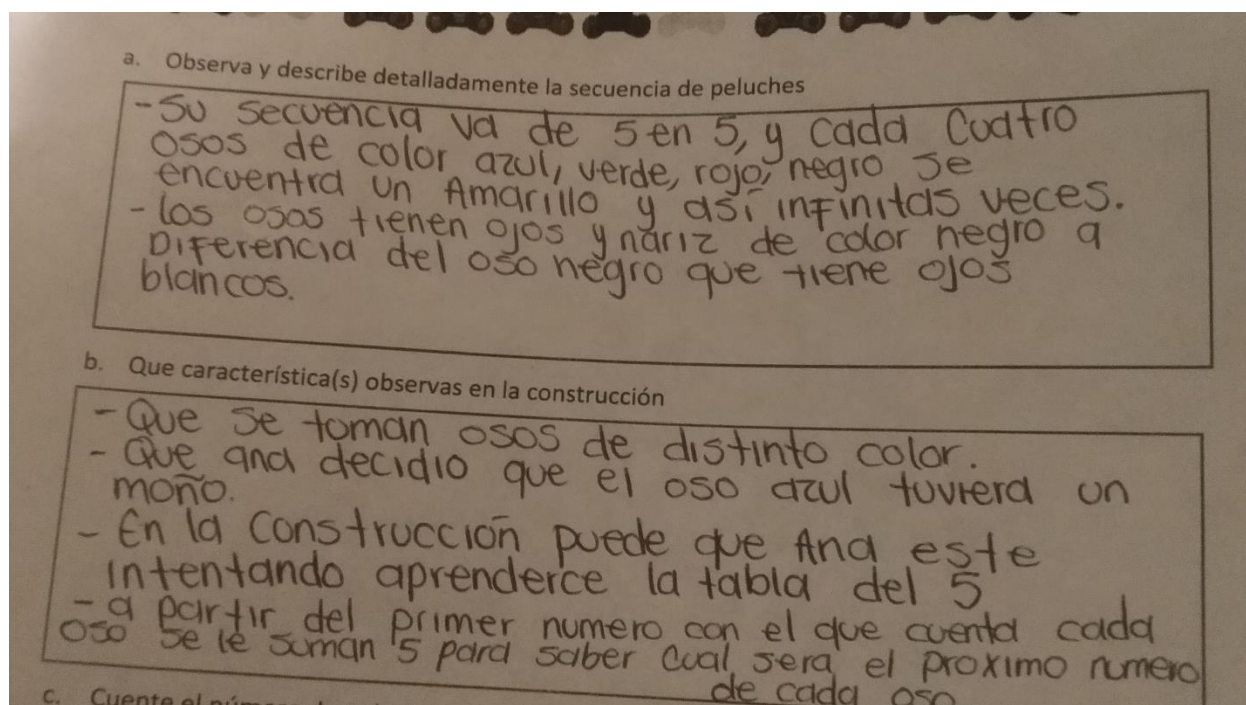 a. Observa y describe detalladamente la secuencia de peluches
-Su secuencia va de 5 en 5, y cada cuatro
osos de color azul, verde, rojo, negro se
encuentra un Amarillo y así infinitas veces.
- los osos tienen ojos y nariz de color negro a
Diferencia del oso negro que tiene ojos
blancos.
b. Que característica(s) observas en la construcción
- Que se toman osos de distinto color.
- Que ana decidio que el oso azul tuviera un
moño.
- En la construcción puede que Ana este
intentando aprenderce la tabla del 5
- a partir del primer numero con el que cuenta cada
oso se le suman 5 para saber cual sera el proximo numero
de cada oso
c. Cuente el